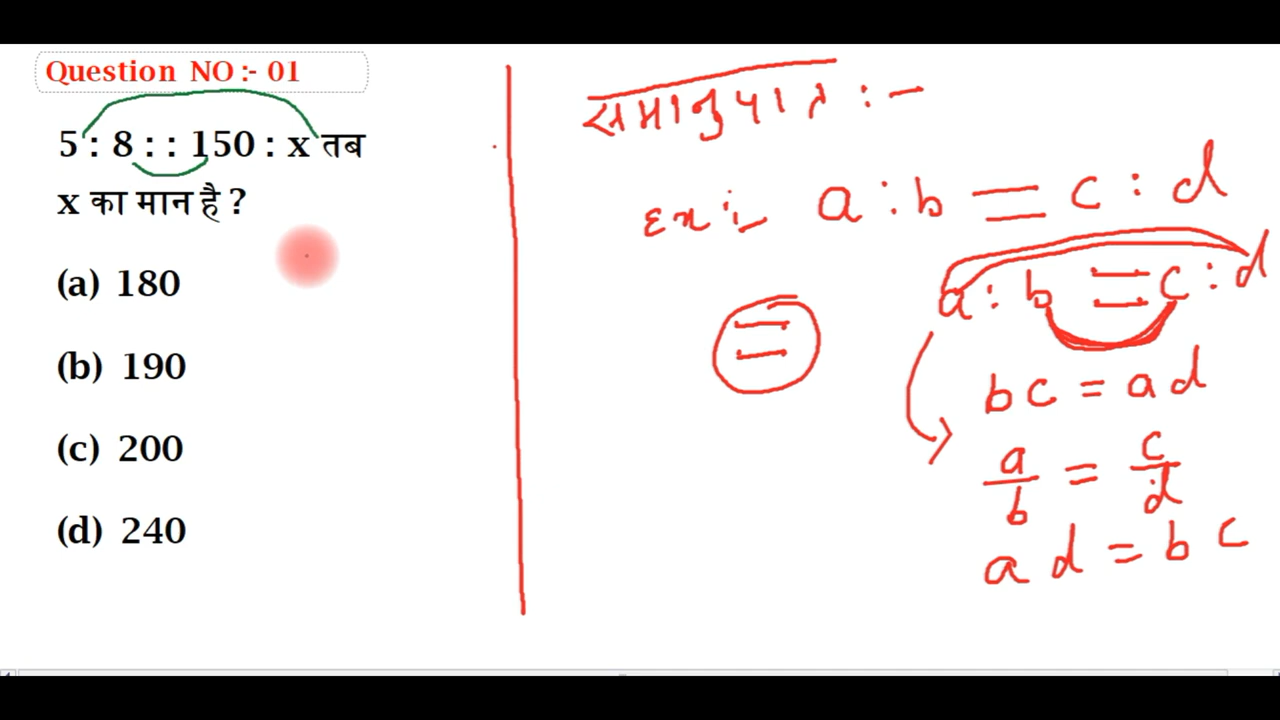 Question NO :- 01
5 : 8 : : 150 : x तब
x का मान है ?
(a) 180
(b) 190
(c) 200
(d) 240
समानुपात :-
Ex :-  a : b = c : d
a : b = c : d
=
bc = ad
a/b = c/d
ad = bc